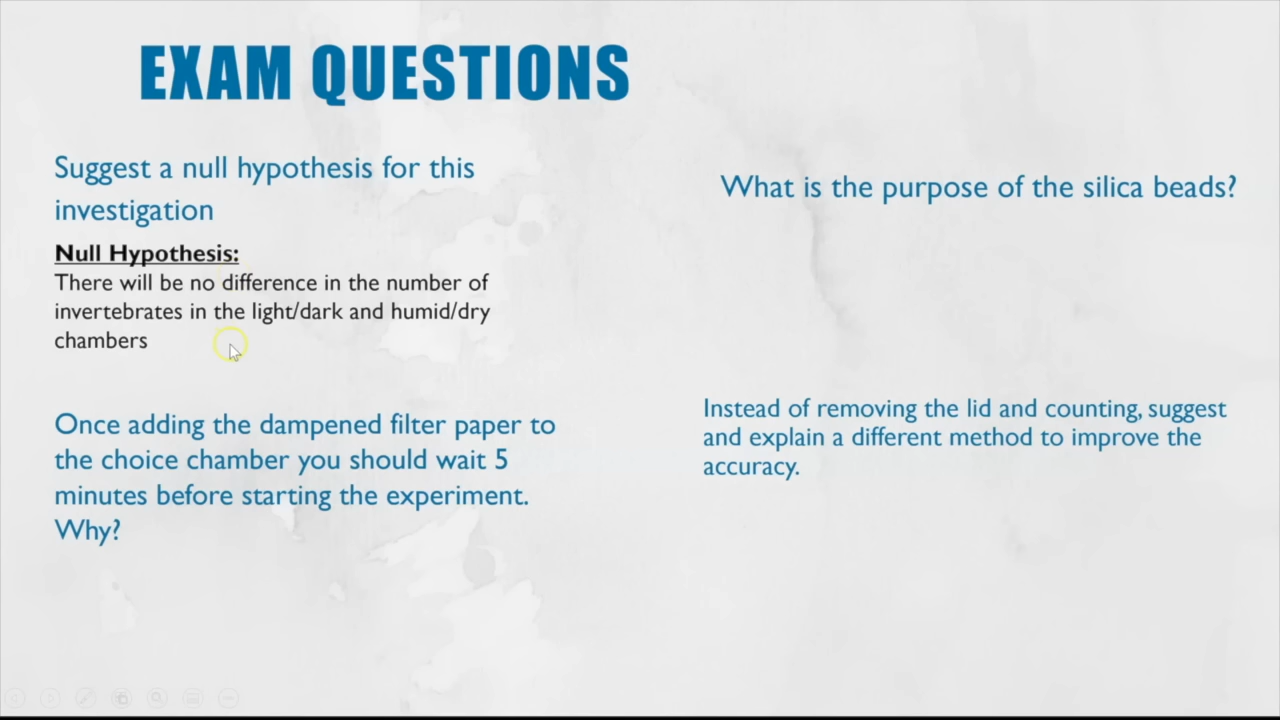 EXAM QUESTIONS
Suggest a null hypothesis for this
investigation
Null Hypothesis:
There will be no difference in the number of
invertebrates in the light/dark and humid/dry
chambers
Once adding the dampened filter paper to
the choice chamber you should wait 5
minutes before starting the experiment.
Why?
What is the purpose of the silica beads?
Instead of removing the lid and counting, suggest
and explain a different method to improve the
accuracy.